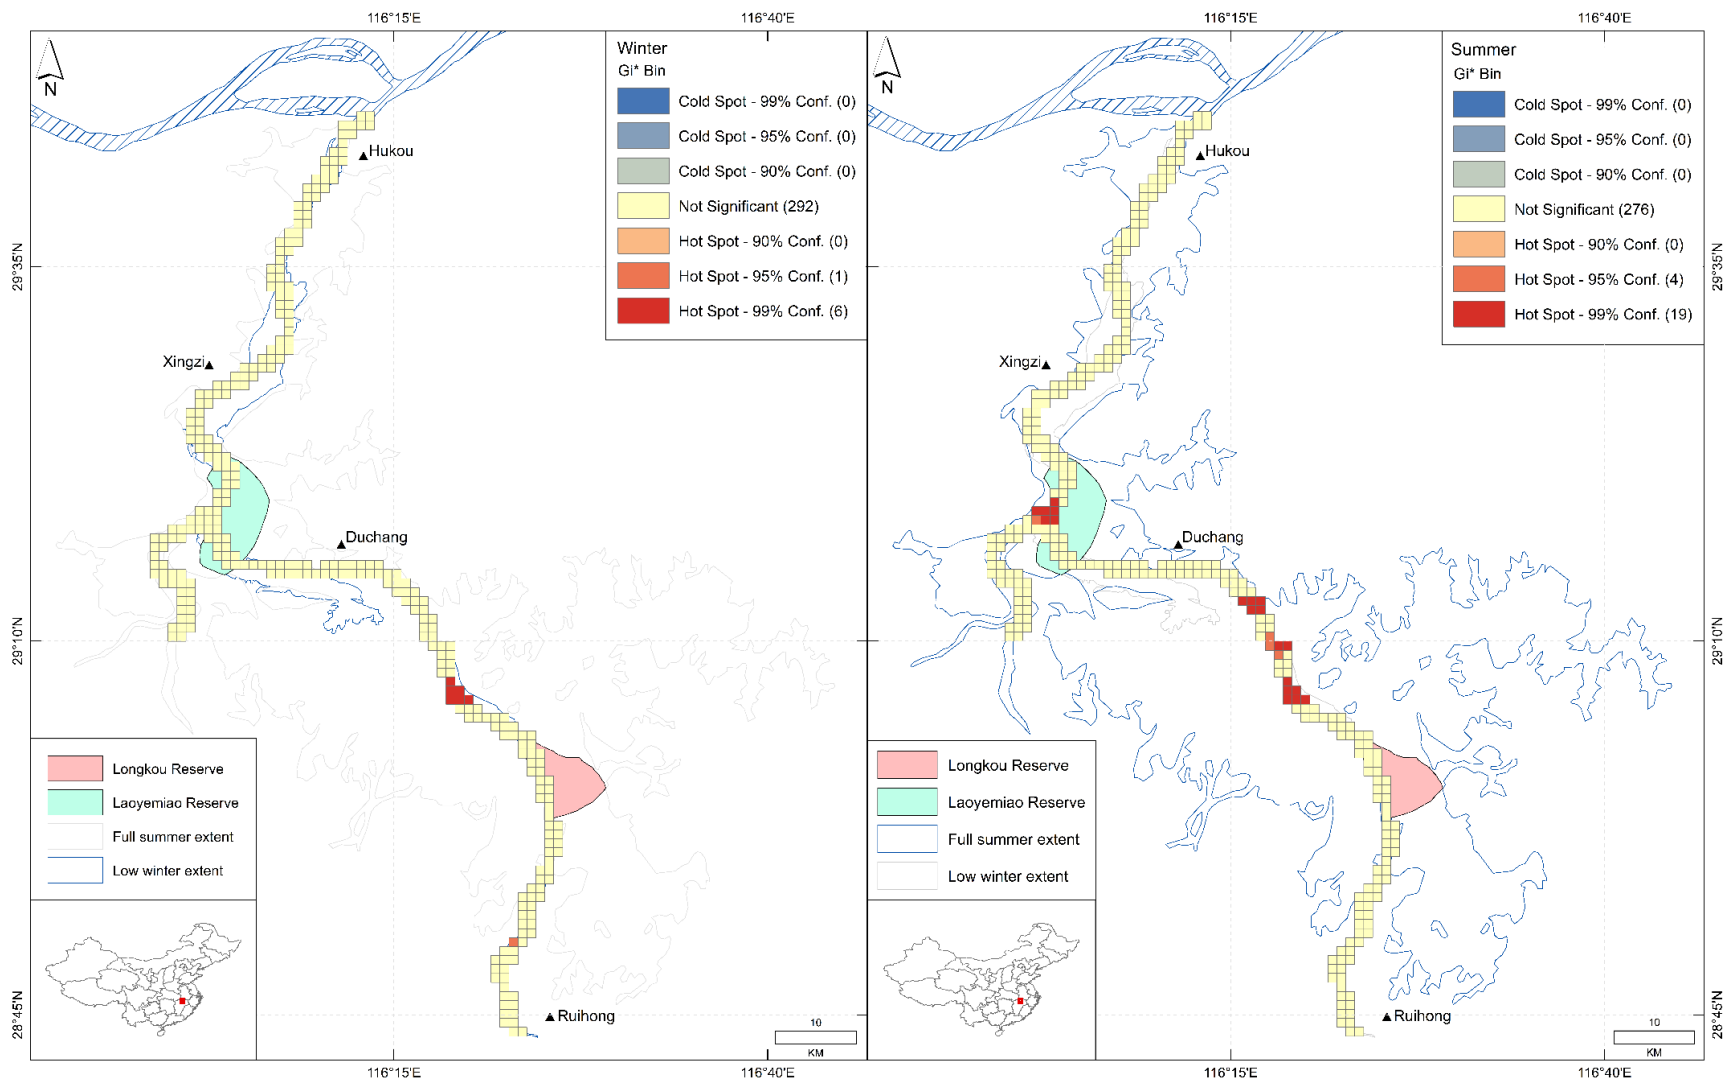 116°15'E
116°40'E
116°15'E
116°40'E
N
Winter
Gi* Bin
Cold Spot - 99% Conf. (0)
Cold Spot - 95% Conf. (0)
Cold Spot - 90% Conf. (0)
Not Significant (292)
Hot Spot - 90% Conf. (0)
Hot Spot - 95% Conf. (1)
Hot Spot - 99% Conf. (6)
Hukou
29°35'N
Xingzi
Duchang
29°10'N
Longkou Reserve
Laoyemiao Reserve
Full summer extent
Low winter extent
28°45'N
Ruihong
10
KM
N
Summer
Gi* Bin
Cold Spot - 99% Conf. (0)
Cold Spot - 95% Conf. (0)
Cold Spot - 90% Conf. (0)
Not Significant (276)
Hot Spot - 90% Conf. (0)
Hot Spot - 95% Conf. (4)
Hot Spot - 99% Conf. (19)
Hukou
29°35'N
Xingzi
Duchang
29°10'N
Longkou Reserve
Laoyemiao Reserve
Full summer extent
Low winter extent
Ruihong
28°45'N
10
KM
116°15'E
116°40'E
116°15'E
116°40'E